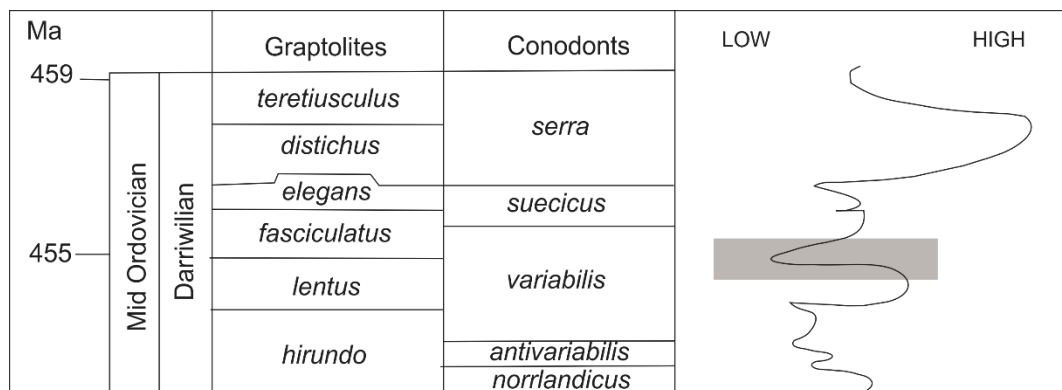 Ma
Graptolites
Conodonts
LOW
HIGH
459
teretiusculus
serra
distichus
elegans
suecicus
fasciculatus
455
variabilis
lentus
hirundo
antivariabilis
norrlandicus
Mid Ordovician
Darriwilian